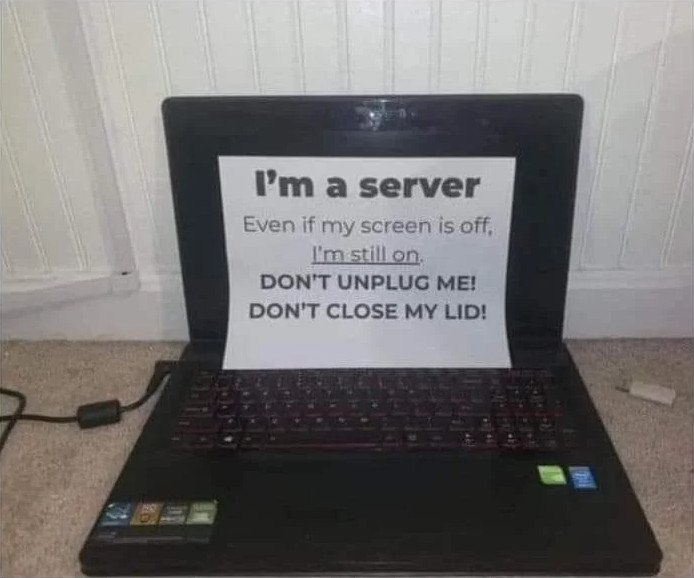 I'm a server
Even if my screen is off,
I'm still on.
DON'T UNPLUG ME!
DON'T CLOSE MY LID!